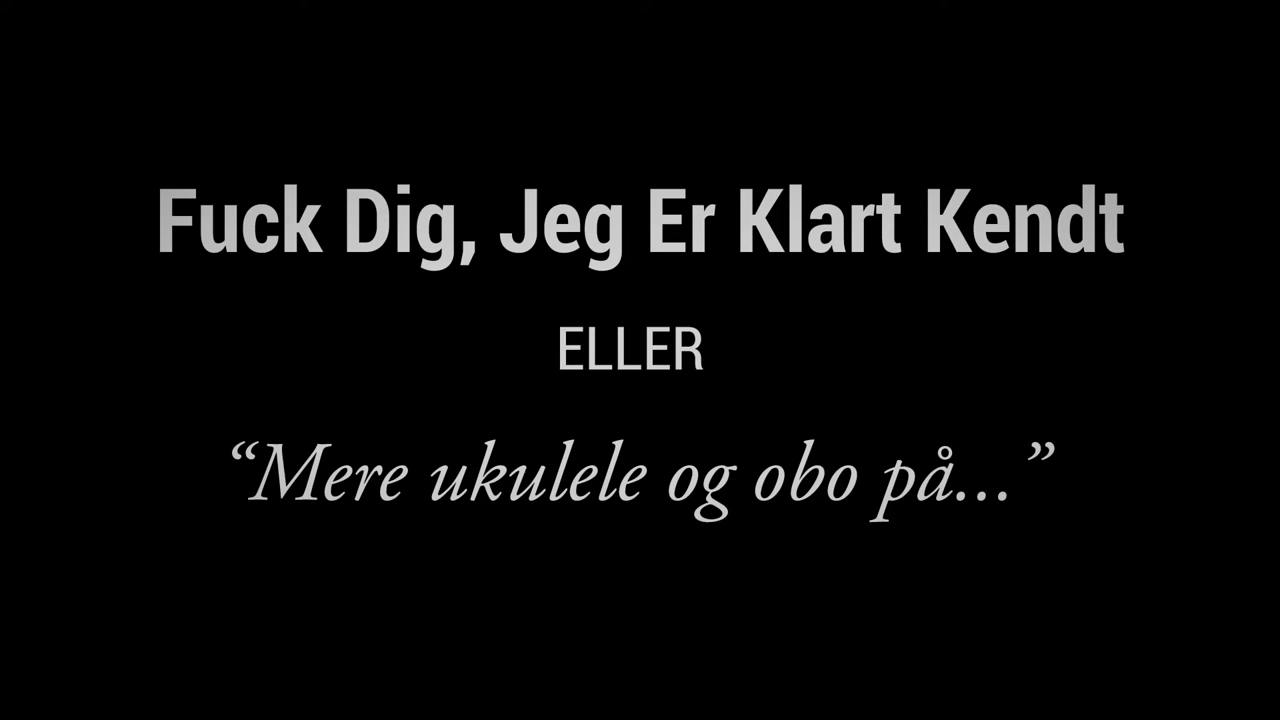 Fuck Dig, Jeg Er Klart Kendt
ELLER
“Mere ukulele og obo på...”